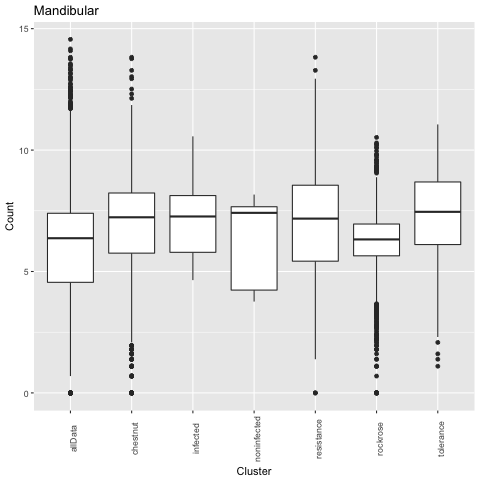 Mandibular
15
10
5
0
Count
allData
chestnut
infected
noninfected
resistance
rockrose
tolerance
Cluster